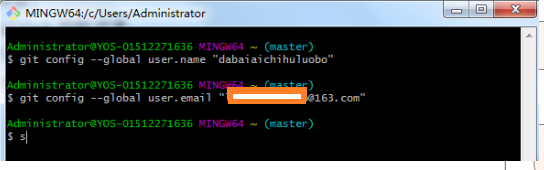 MINGW64:/c/Users/Administrator
Administrator@YOS-01512271636 MINGW64 ~ (master)
$ git config --global user.name "dabaiaichihuluobo"
Administrator@YOS-01512271636 MINGW64 ~ (master)
$ git config --global user.email "@163.com"
Administrator@YOS-01512271636 MINGW64 ~ (master)
$ s